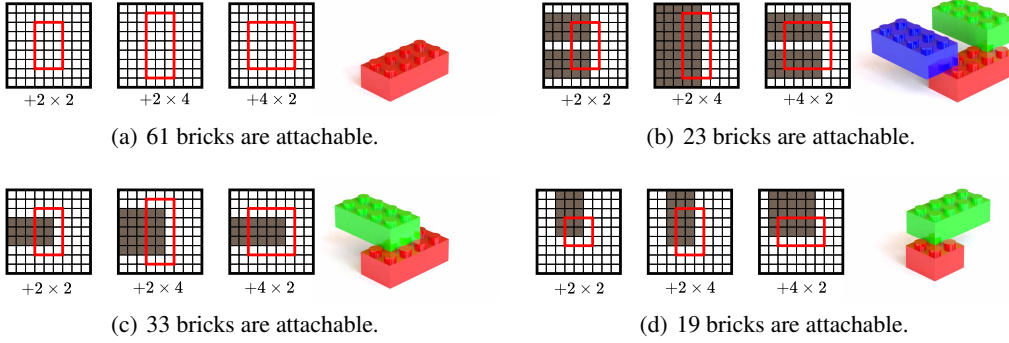 +2 × 2 +2 × 4 +4 × 2
(a) 61 bricks are attachable.
+2 × 2 +2 × 4 +4 × 2
(b) 23 bricks are attachable.
+2 × 2 +2 × 4 +4 × 2
(c) 33 bricks are attachable.
+2 × 2 +2 × 4 +4 × 2
(d) 19 bricks are attachable.